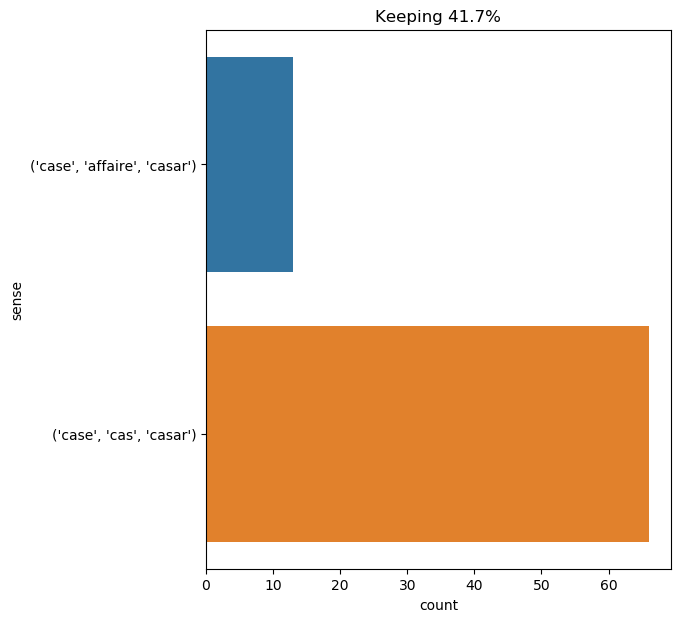 Keeping 41.7%
('case', 'affaire', 'casar')
sense
('case', 'cas', 'casar')
0 10 20 30 40 50 60
count